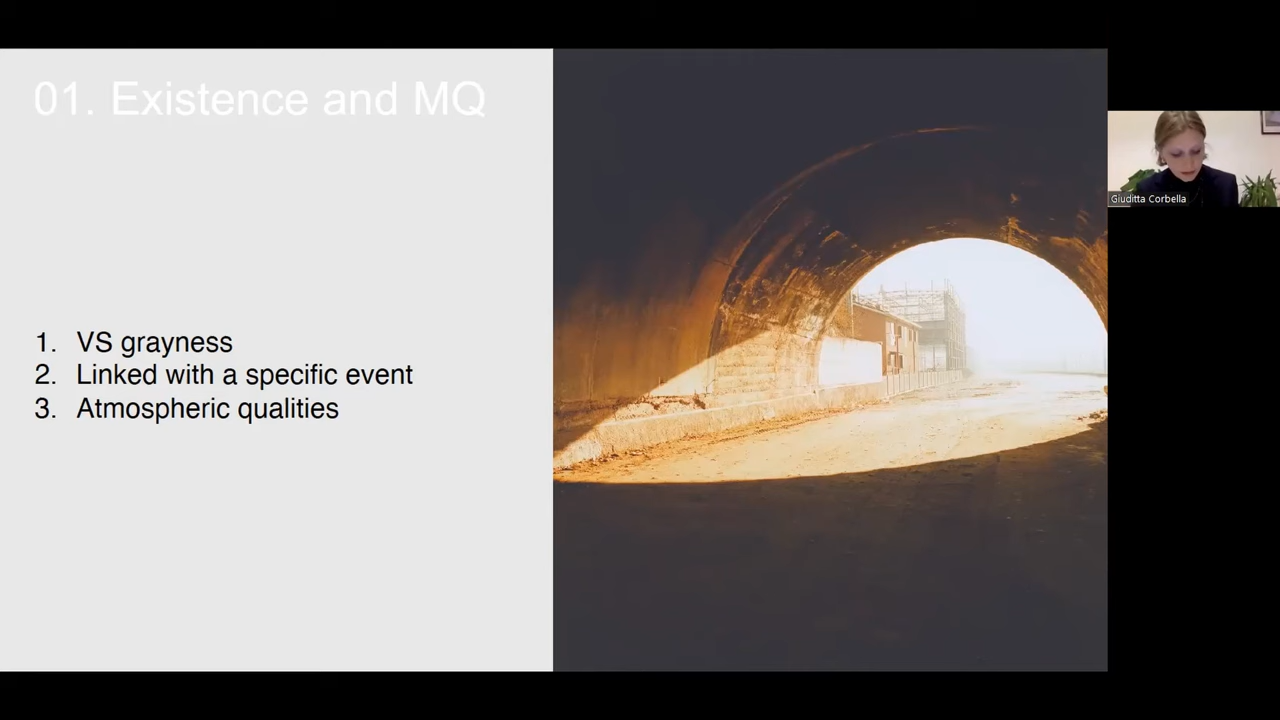 01. Existence and MQ
1. VS grayness
2. Linked with a specific event
3. Atmospheric qualities
Giuditta Corbella